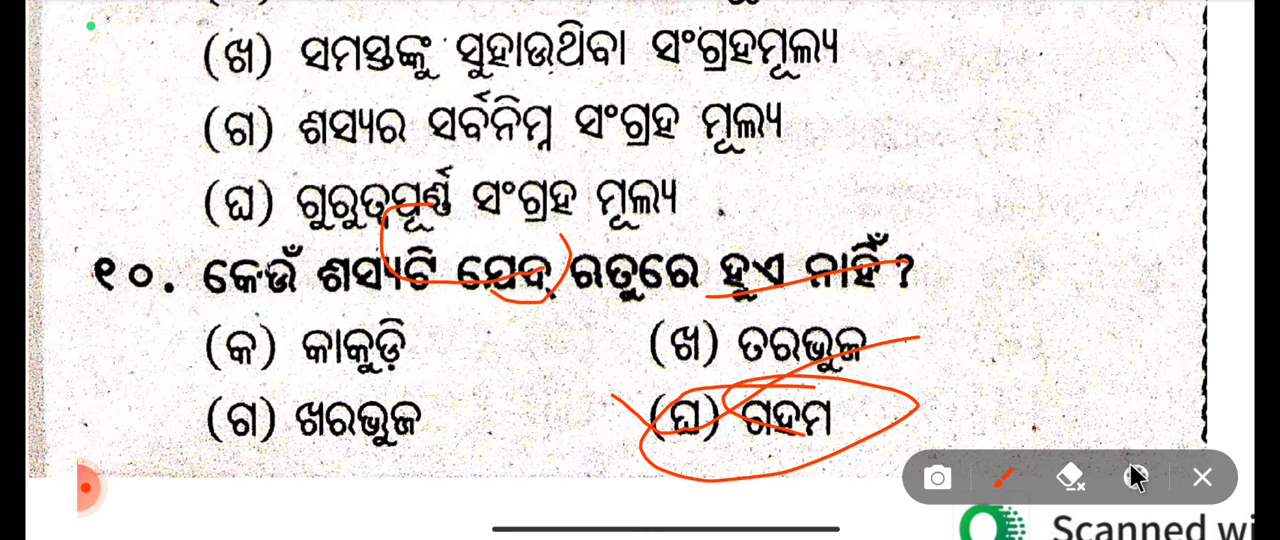 (ଖ) ସମସ୍ତଙ୍କୁ ସୁହାଉଥିବା ସଂଗ୍ରହମୂଲ୍ୟ
(ଗ) ଶସ୍ୟର ସର୍ବନିମ୍ନ ସଂଗ୍ରହ ମୂଲ୍ୟ
(ଘ) ଗୁରୁତ୍ୱପୂର୍ଣ୍ଣ ସଂଗ୍ରହ ମୂଲ୍ୟ
୧୦. କେଉଁ ଶସ୍ୟଟି ଯେଦ୍ ଋତୁରେ ହୁଏ ନାହିଁ?
(କ) କାକୁଡ଼ି (ଖ) ତରଭୁଜ
(ଗ) ଖରଭୁଜ (ଘ) ଗହମ
Scanned wi